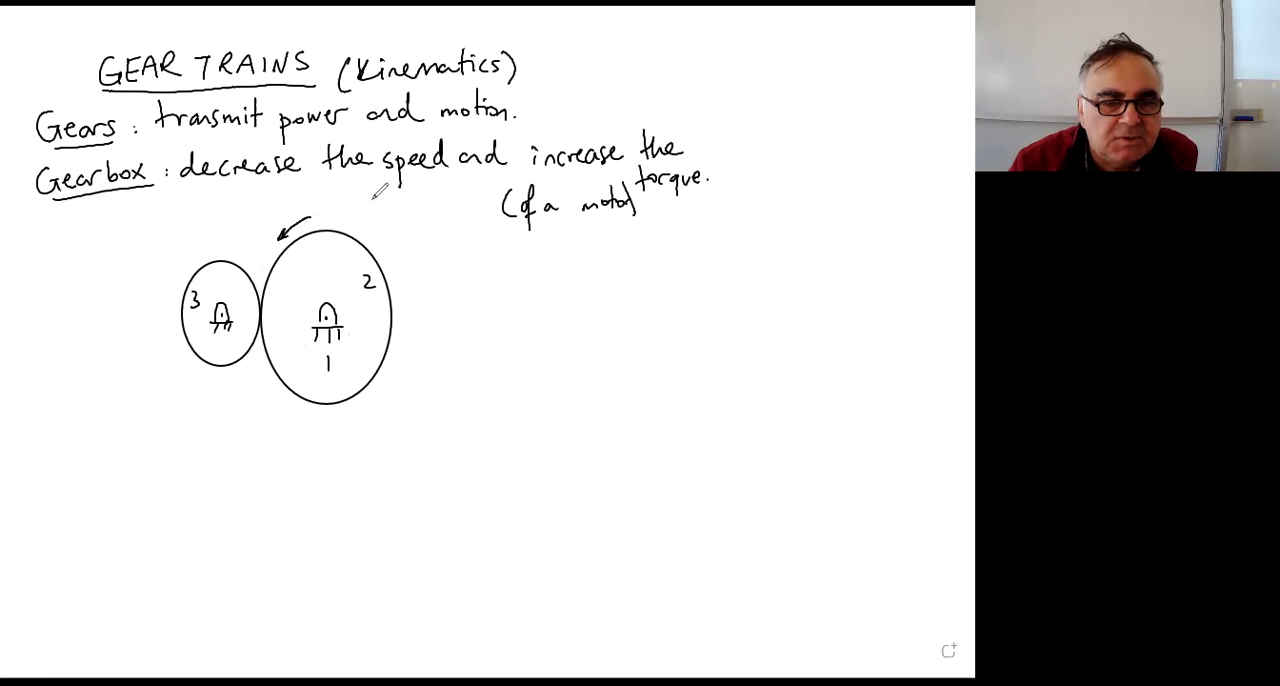 GEAR TRAINS (Kinematics)
Gears : transmit power and motion.
Gearbox : decrease the speed and increase the
torque.
(of a motor)
2
3
1